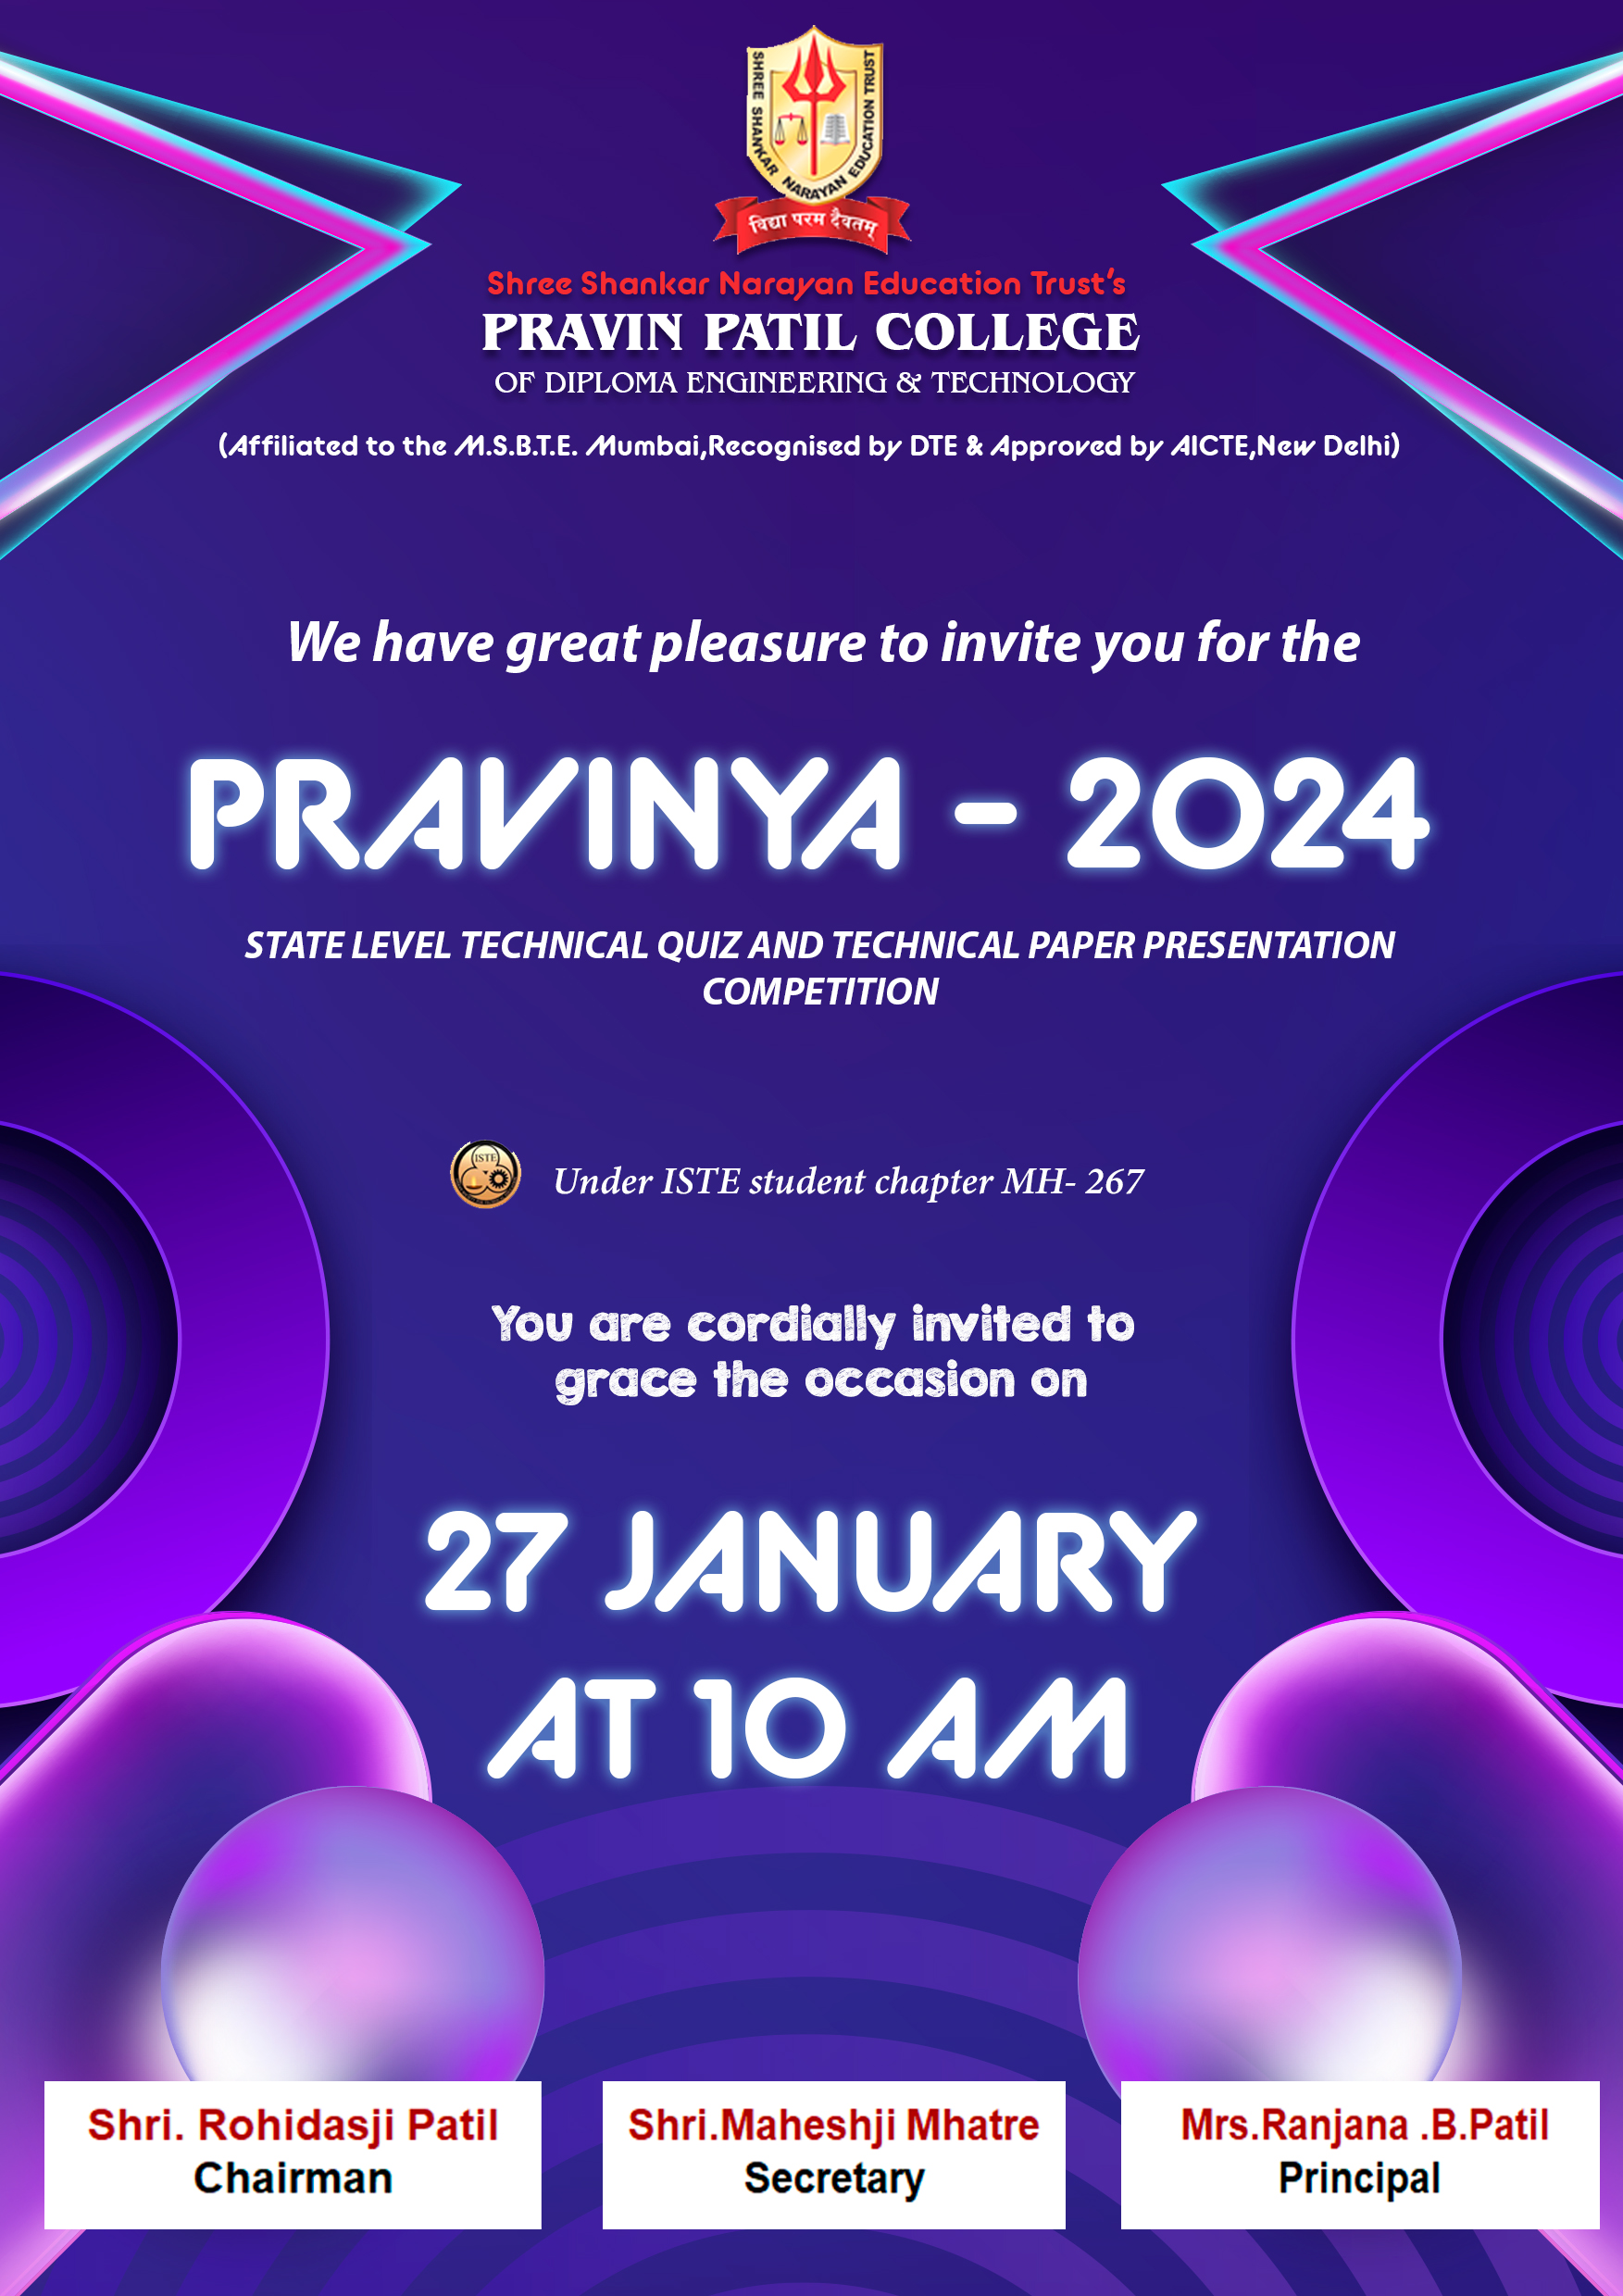 SHREE SHANKAR NARAYAN EDUCATION TRUST
विद्या परम दैवतम्
Shree Shankar Narayan Education Trust's
PRAVIN PATIL COLLEGE
OF DIPLOMA ENGINEERING & TECHNOLOGY
(Affiliated to the M.S.B.T.E. Mumbai,Recognised by DTE & Approved by AICTE,New Delhi)
We have great pleasure to invite you for the
PRAVINYA - 2024
STATE LEVEL TECHNICAL QUIZ AND TECHNICAL PAPER PRESENTATION
COMPETITION
ISTE
Under ISTE student chapter MH- 267
You are cordially invited to
grace the occasion on
27 JANUARY
AT 10 AM
Shri. Rohidasji Patil
Chairman
Shri.Maheshji Mhatre
Secretary
Mrs.Ranjana .B.Patil
Principal